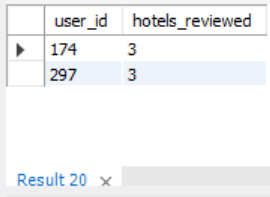 user_id hotels_reviewed
174 3
297 3
Result 20 ×